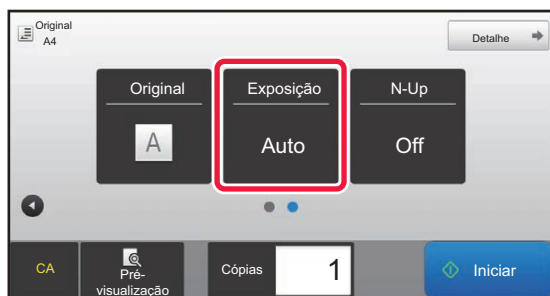 Original
A4
Detalhe
Original
Exposição
N-Up
A
Auto
Off
CA
Pré-
visualização
Cópias
1
Iniciar